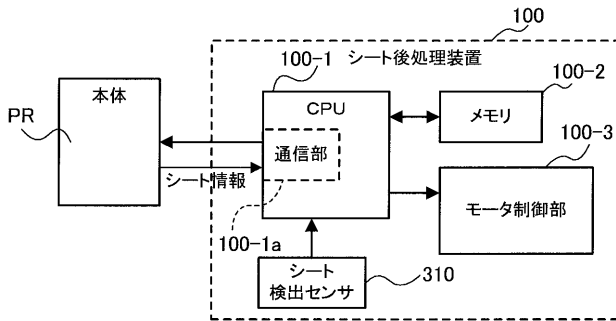 100
シート後処理装置
100-1
100-2
本体
CPU
メモリ
PR
通信部
100-3
シート情報
モータ制御部
100-1a
シート
検出センサ
310